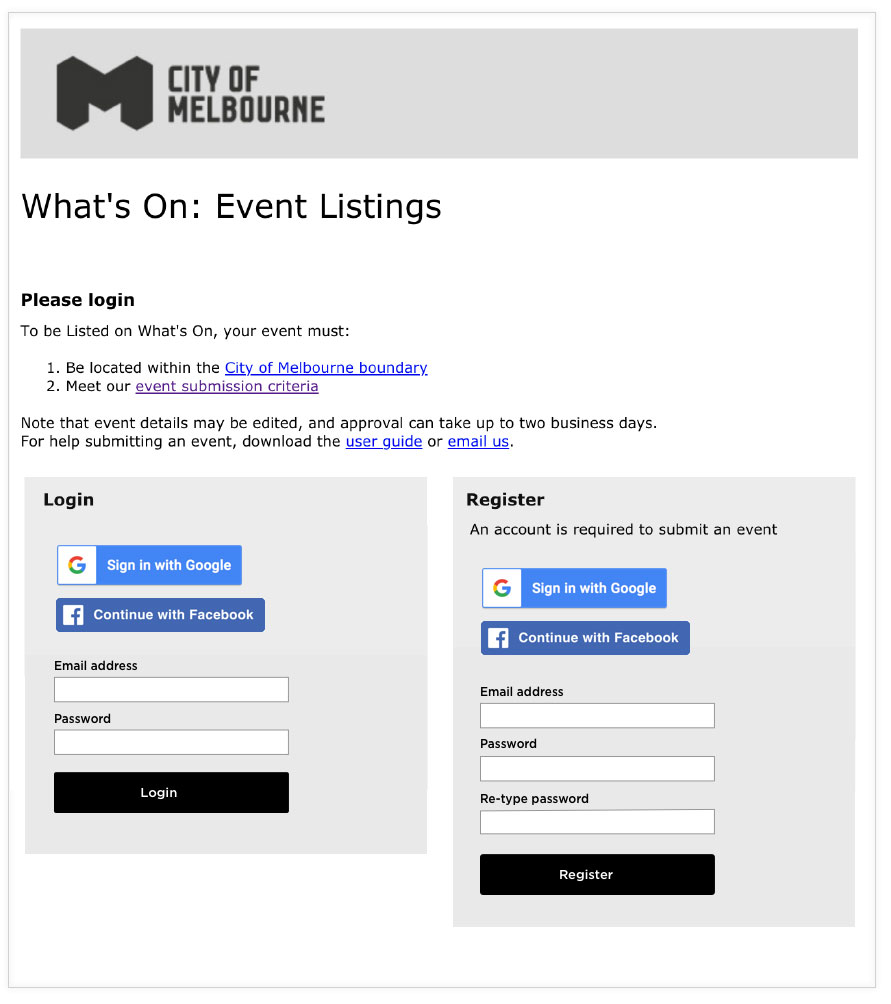 CITY OF
MELBOURNE
What's On: Event Listings
Please login
To be Listed on What's On, your event must:
1. Be located within the City of Melbourne boundary
2. Meet our event submission criteria
Note that event details may be edited, and approval can take up to two business days.
For help submitting an event, download the user guide or email us.
Login
Sign in with Google
Continue with Facebook
Email address
Password
Login
Register
An account is required to submit an event
Sign in with Google
Continue with Facebook
Email address
Password
Re-type password
Register